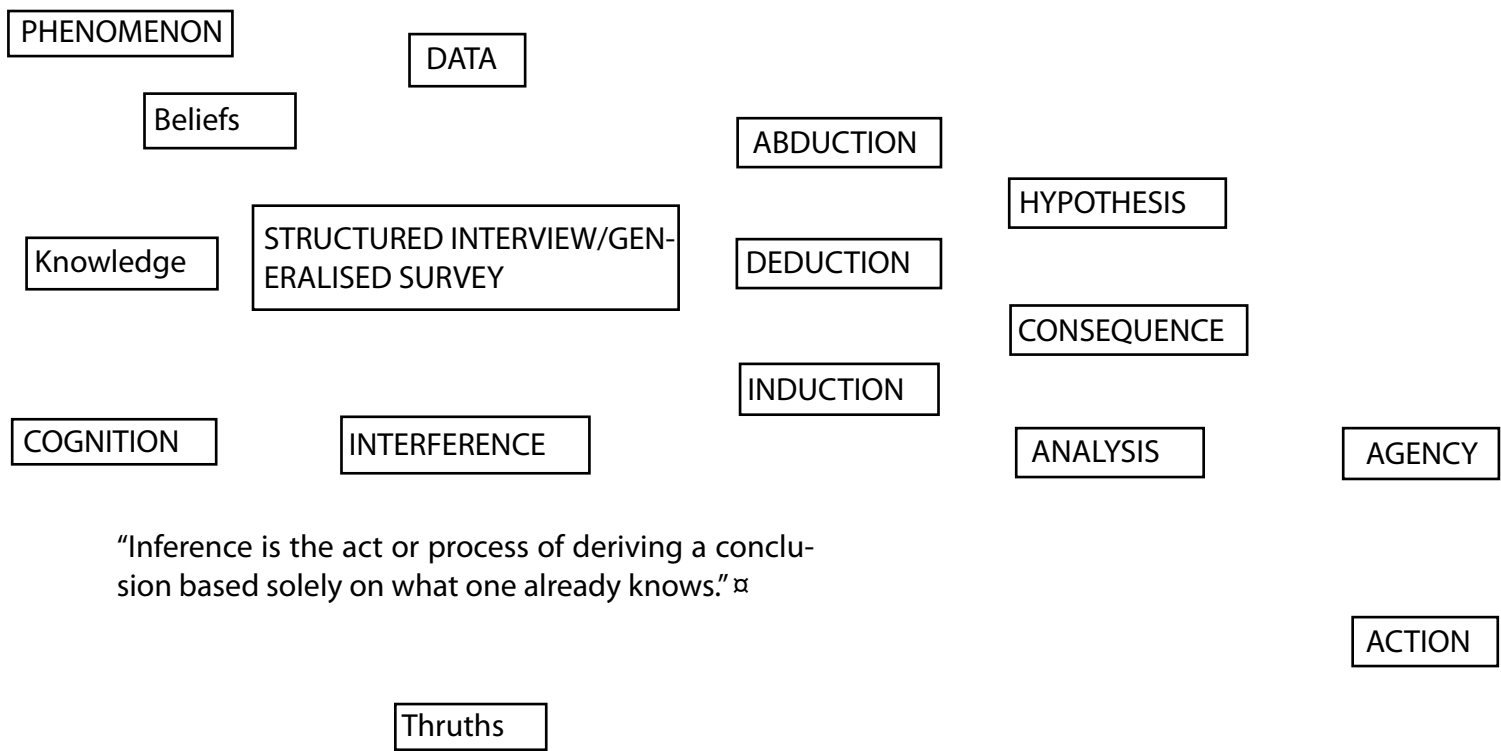 PHENOMENON
DATA
Beliefs
ABDUCTION
HYPOTHESIS
STRUCTURED INTERVIEW/GEN-
ERALISED SURVEY
Knowledge
DEDUCTION
CONSEQUENCE
INDUCTION
COGNITION
INTERFERENCE
ANALYSIS
AGENCY
“Inference is the act or process of deriving a conclu-
sion based solely on what one already knows.”¤
ACTION
Thruths